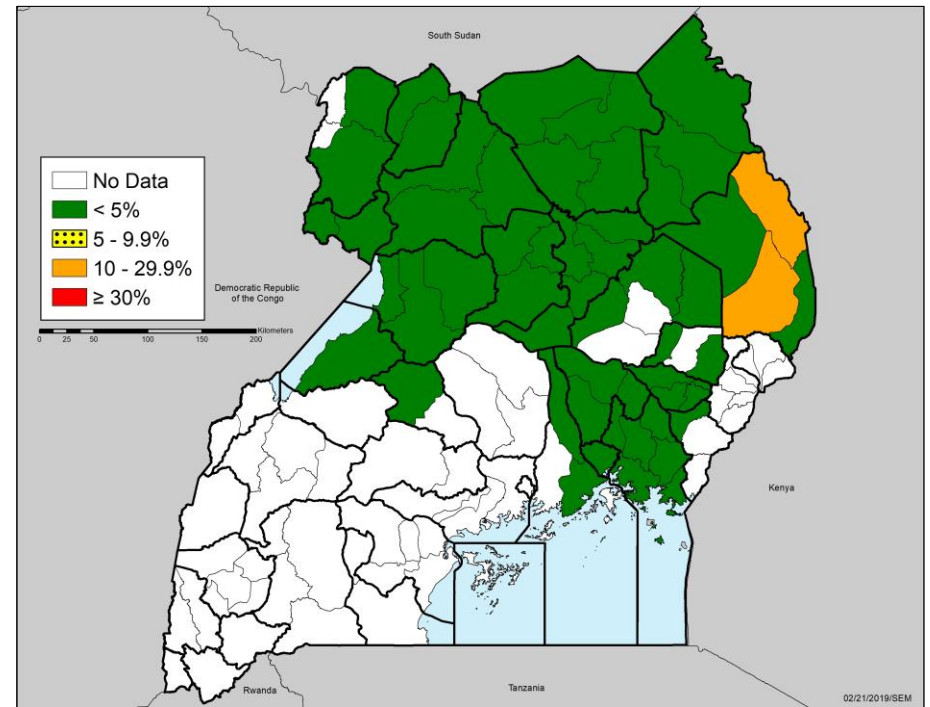 South Sudan
No Data
< 5%
5 - 9.9%
10 - 29.9%
≥ 30%
Democratic Republic
of the Congo
Kilometers
0 25 50 100 150 200
Kenya
Rwanda
Tanzania
02/21/2019/SEM